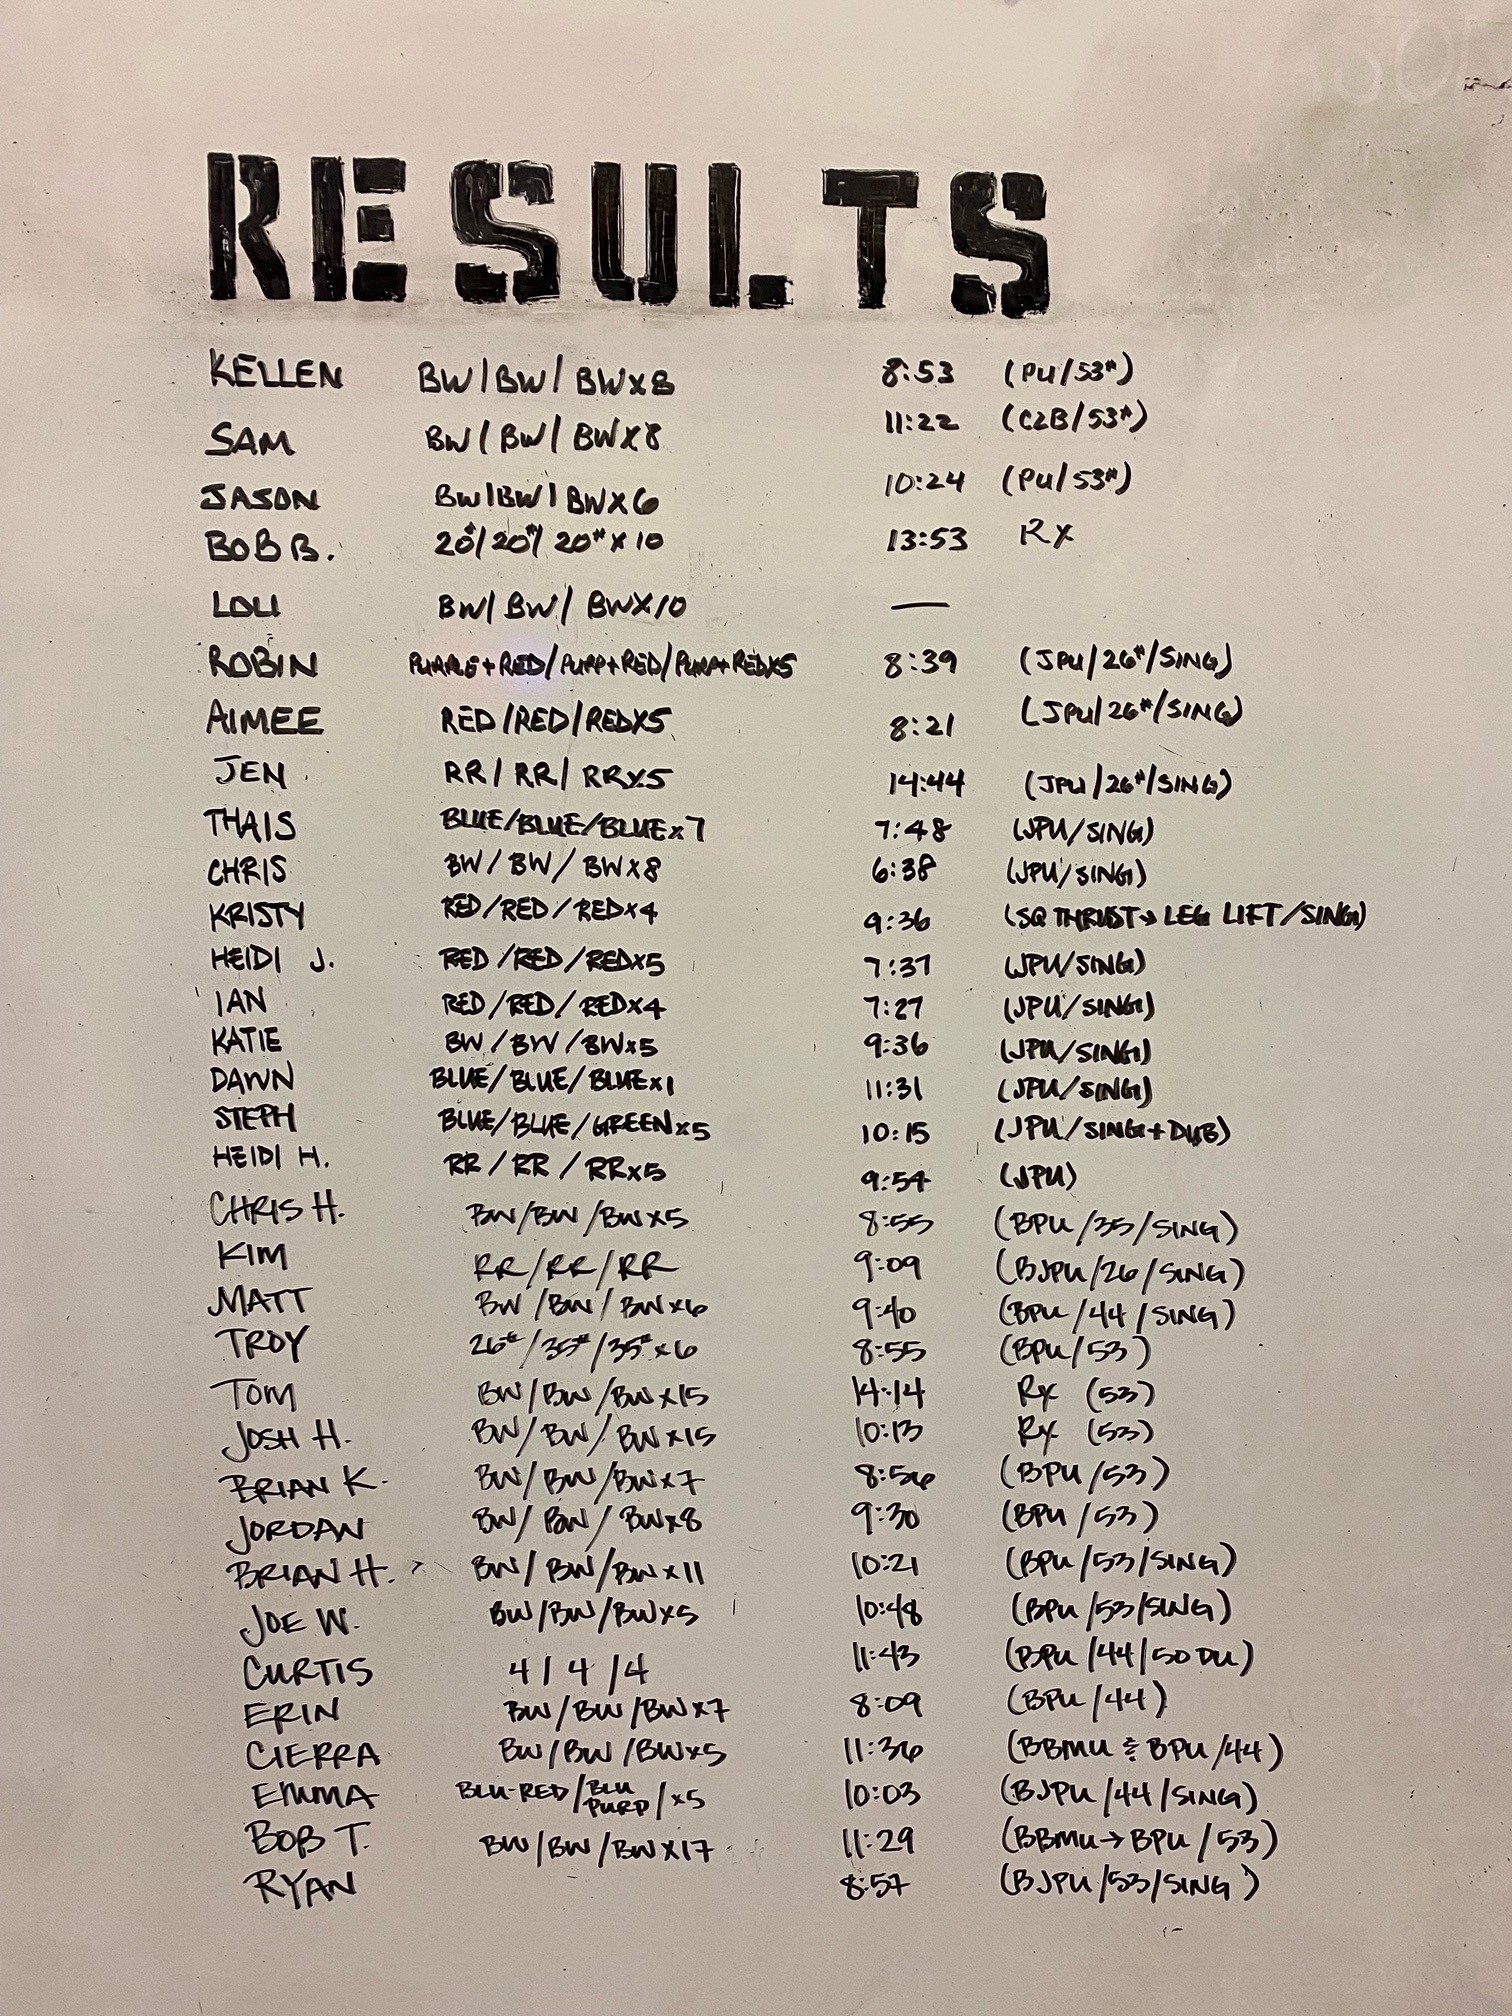 RESULTS
KELLEN BW/BW/BWX8 8:53 (PU/53#)
SAM BW/BW/BWX8 11:22 (C2B/53#)
JASON BW/BW/BWX6 10:24 (PU/53#)
BOB B. 20#/20#/20# X 10 13:53 RX
LOU BW/BW/BWX10 —
ROBIN PURPLE+RED/PURP+RED/PURP+REDX5 8:39 (JPU/26#/SING)
AIMEE RED/RED/REDX5 8:21 (JPU/26#/SING)
JEN RR/RR/RRX5 14:44 (JPU/26#/SING)
THAIS BLUE/BLUE/BLUEX7 7:48 (JPU/SING)
CHRIS BW/BW/BWX8 6:38 (JPU/SING)
KRISTY RED/RED/REDX4 9:36 (SQ THRUST→LEG LIFT/SING)
HEIDI J. RED/RED/REDX5 7:37 (JPU/SING)
IAN RED/RED/REDX4 7:27 (JPU/SING)
KATIE BW/BW/BWX5 9:36 (JPU/SING)
DAWN BLUE/BLUE/BLUEX1 11:31 (JPU/SING)
STEPH BLUE/BLUE/GREENX5 10:15 (JPU/SING+DUB)
HEIDI H. RR/RR/RRX5 9:54 (JPU)
CHRIS H. BW/BW/BWX5 8:55 (BPU/35/SING)
KIM RR/RR/RR 9:09 (BJPU/26/SING)
MATT BW/BW/BWX6 9:40 (BPU/44/SING)
TROY 26#/35#/35#X6 8:55 (BPU/53)
TOM BW/BW/BWX15 14:14 RX (53)
JOSH H. BW/BW/BWX15 10:13 RX (53)
BRIAN K. BW/BW/BWX7 8:56 (BPU/53)
JORDAN BW/BW/BWX8 9:30 (BPU/53)
BRIAN H. BW/BW/BWX11 10:21 (BPU/53/SING)
JOE W. BW/BW/BWX5 10:48 (BPU/53/SING)
CURTIS 4/4/4 11:43 (BPU/44/50 DU)
ERIN BW/BW/BWX7 8:09 (BPU/44)
CIERRA BW/BW/BWX5 11:36 (BBMU & BPU/44)
EMMA BLU-RED/BLU PURP/X5 10:03 (BJPU/44/SING)
BOB T. BW/BW/BWX17 11:29 (BBMU→BPU/53)
RYAN 8:57 (BJPU/53/SING)